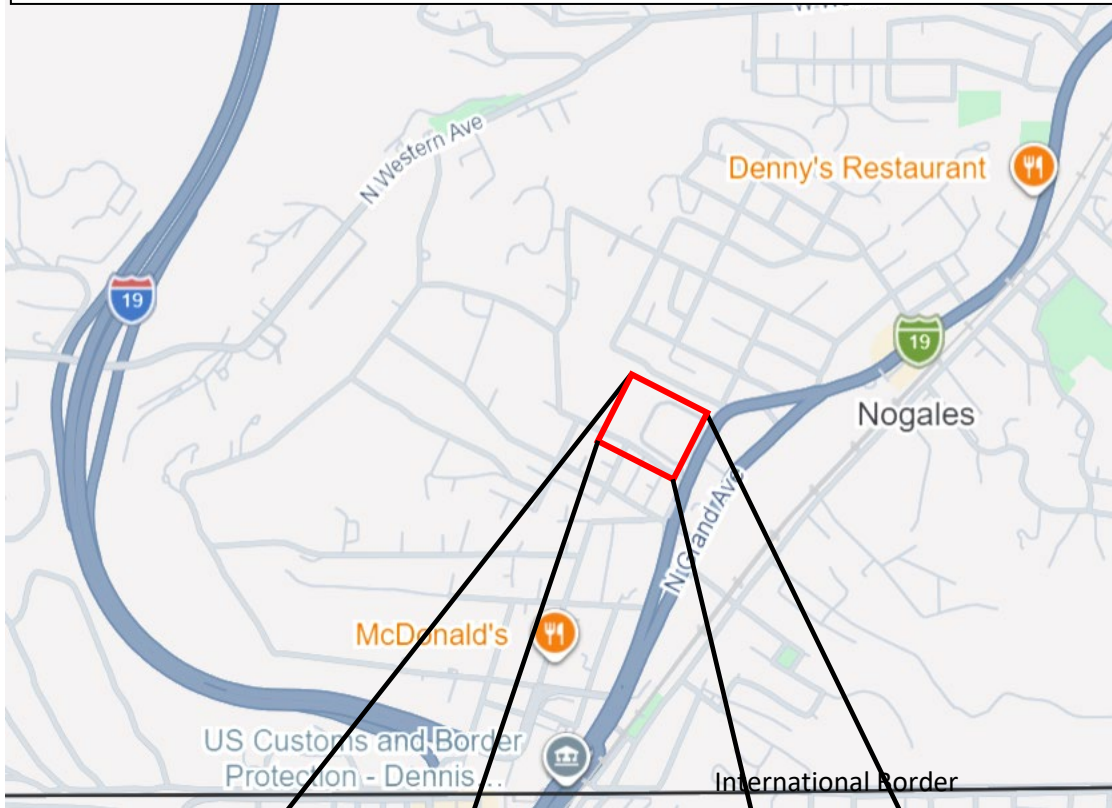 N Western Ave
Denny's Restaurant
19
19
Nogales
N Grand Ave
McDonald's
US Customs and Border
Protection - Dennis ...
International Border